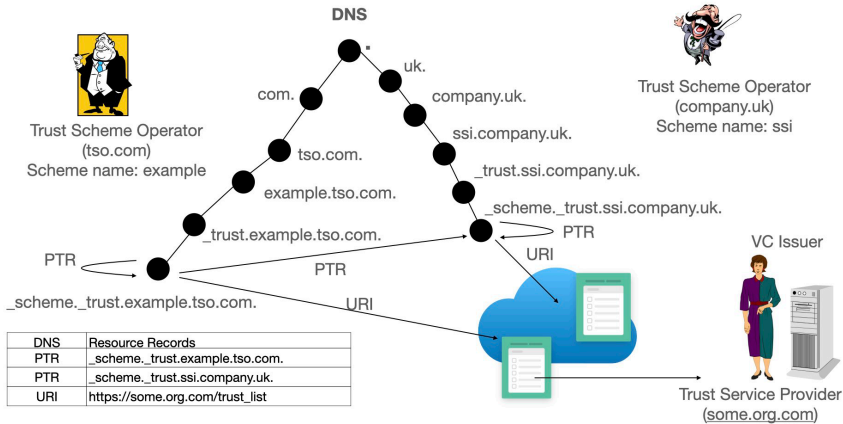 DNS
.
uk.
com.
company.uk.
Trust Scheme Operator
(tso.com)
Scheme name: example
Trust Scheme Operator
(company.uk)
Scheme name: ssi
ssi.company.uk.
tso.com.
_trust.ssi.company.uk.
example.tso.com.
_scheme._trust.ssi.company.uk.
_trust.example.tso.com.
PTR
PTR
PTR
URI
VC Issuer
_scheme._trust.example.tso.com.
URI
DNS Resource Records
PTR _scheme._trust.example.tso.com.
PTR _scheme._trust.ssi.company.uk.
URI https://some.org.com/trust_list
Trust Service Provider
(some.org.com)